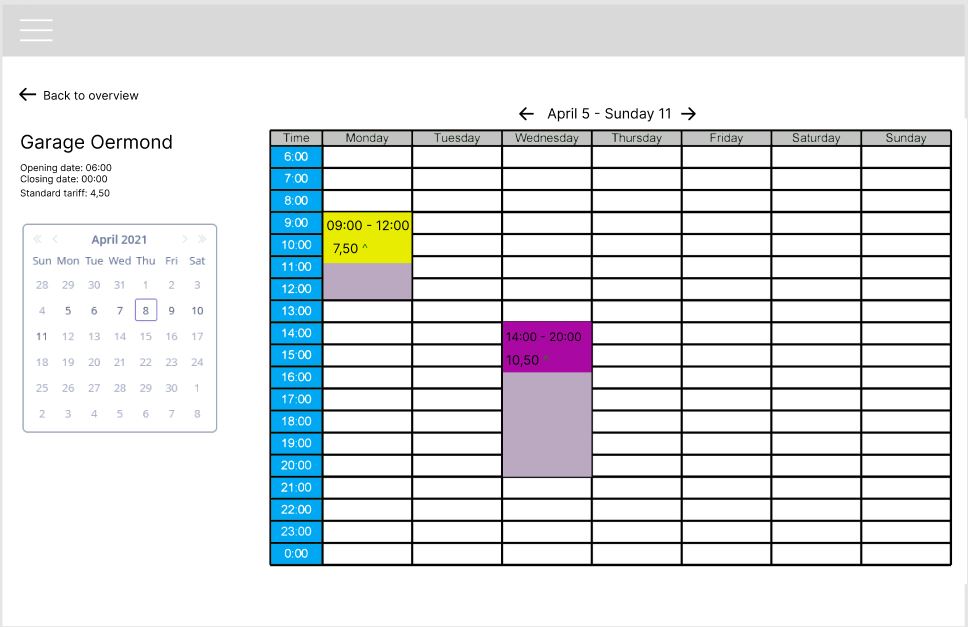 ← Back to overview
Garage Oermond
Opening date: 06:00
Closing date: 00:00
Standard tariff: 4,50
« ‹ April 2021 › »
Sun Mon Tue Wed Thu Fri Sat
28 29 30 31 1 2 3
4 5 6 7 8 9 10
11 12 13 14 15 16 17
18 19 20 21 22 23 24
25 26 27 28 29 30 1
2 3 4 5 6 7 8
← April 5 - Sunday 11 →
Time Monday Tuesday Wednesday Thursday Friday Saturday Sunday
6:00
7:00
8:00
9:00 09:00 - 12:00
10:00 7,50 ^
11:00
12:00
13:00
14:00 14:00 - 20:00
15:00 10,50 ^
16:00
17:00
18:00
19:00
20:00
21:00
22:00
23:00
0:00